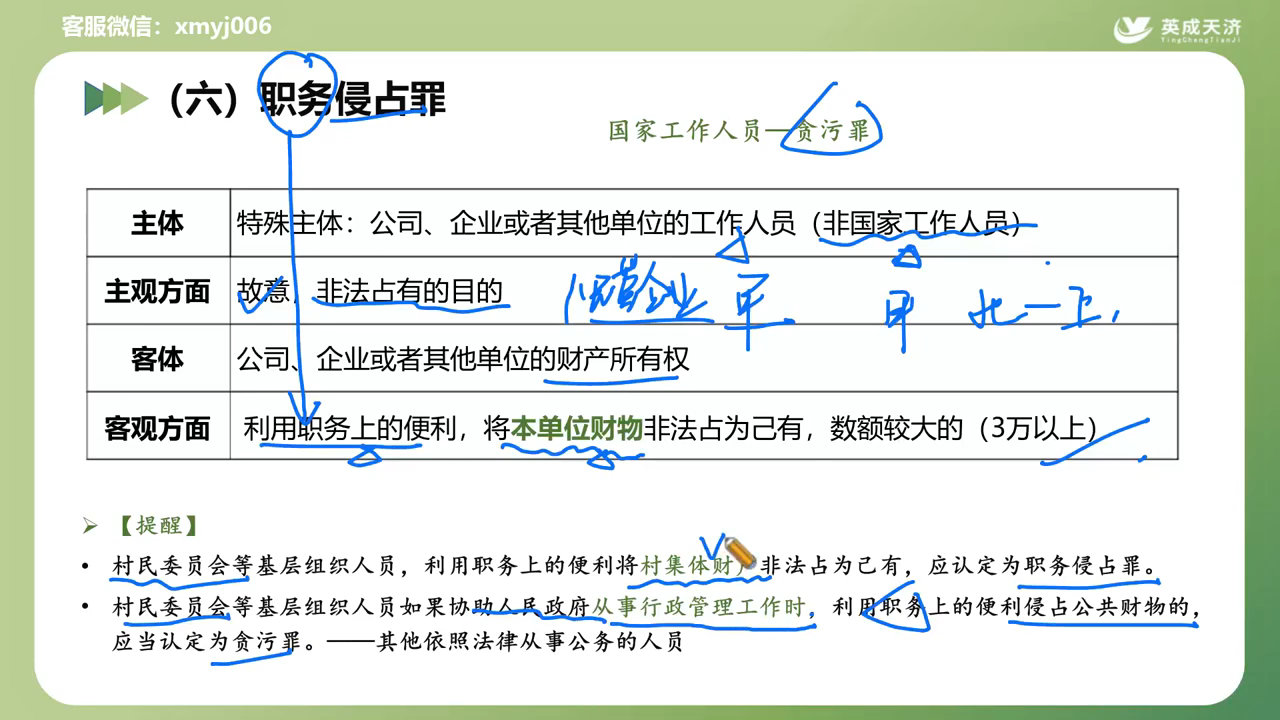 客服微信：xmyj006
英成天济
YingChengTianJi
（六）职务侵占罪
国家工作人员—贪污罪
主体 特殊主体：公司、企业或者其他单位的工作人员（非国家工作人员）
主观方面 故意，非法占有的目的
民营企业 甲 甲
客体 公司、企业或者其他单位的财产所有权
客观方面 利用职务上的便利，将本单位财物非法占为己有，数额较大的（3万以上）
【提醒】
村民委员会等基层组织人员，利用职务上的便利将村集体财产非法占为己有，应认定为职务侵占罪。
村民委员会等基层组织人员如果协助人民政府从事行政管理工作时，利用职务上的便利侵占公共财物的，
应当认定为贪污罪。——其他依照法律从事公务的人员